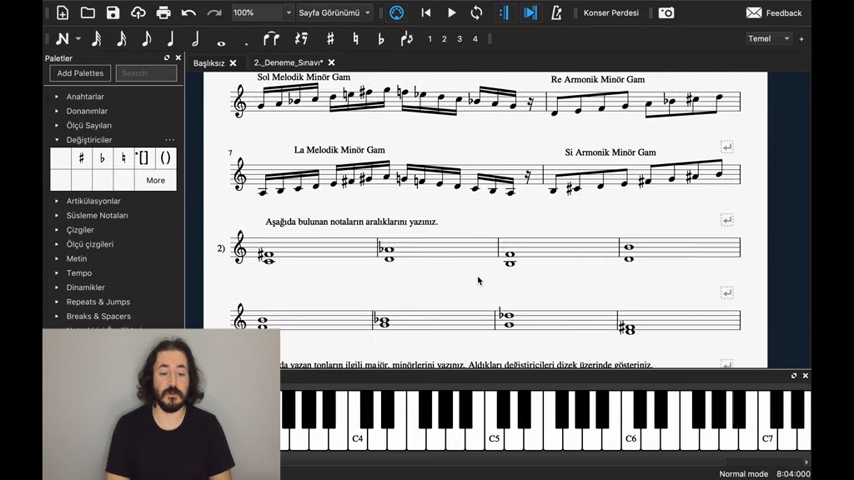 100%
Sayfa Görünümü
Konser Perdesi
Feedback
1 2 3 4
Temel
+
Paletler
Başlıksız
2._Deneme_Sınavı*
Add Palettes
Search
Anahtarlar
Donanımlar
Ölçü Sayıları
Değiştiriciler
More
Artikülasyonlar
Süsleme Notaları
Çizgiler
Ölçü çizgileri
Metin
Tempo
Dinamikler
Repeats & Jumps
Breaks & Spacers
Sol Melodik Minör Gam
Re Armonik Minör Gam
7
La Melodik Minör Gam
Si Armonik Minör Gam
Aşağıda bulunan notaların aralıklarını yazınız.
2)
yazan tonların ilgili majör, minörlerini yazınız. Aldıkları değiştiricileri dizek üzerinde gösteriniz.
C4
C5
C6
C7
Normal mode
8:04:000